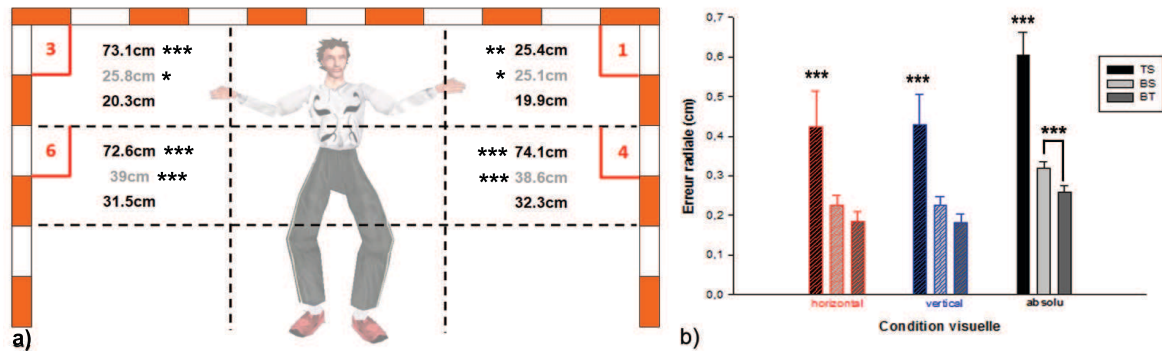 3
73.1cm ***
25.8cm *
20.3cm
** 25.4cm
* 25.1cm
19.9cm
1
6
72.6cm ***
39cm ***
31.5cm
*** 74.1cm
*** 38.6cm
32.3cm
4
a)
Erreur radiale (cm)
0,7
0,6
0,5
0,4
0,3
0,2
0,1
0,0
***
***
***
***
TS
BS
BT
horizontal
vertical
absolu
Condition visuelle
b)